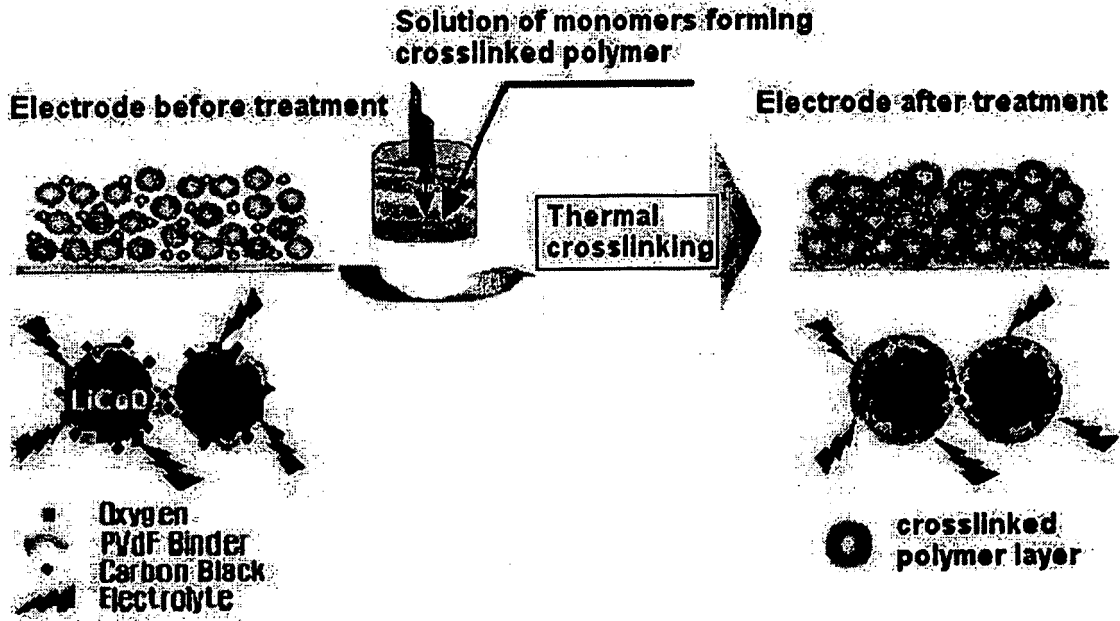 Solution of monomers forming
crosslinked polymer
Electrode before treatment
Electrode after treatment
Thermal
crosslinking
LiCoO
Oxygen
PVdF Binder
Carbon Black
Electrolyte
crosslinked
polymer layer